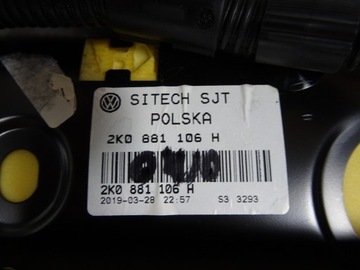 SITECH SJT
POLSKA
2K0 881 106 H
2K0 881 106 H
2019-03-28 22:57 S3 3293